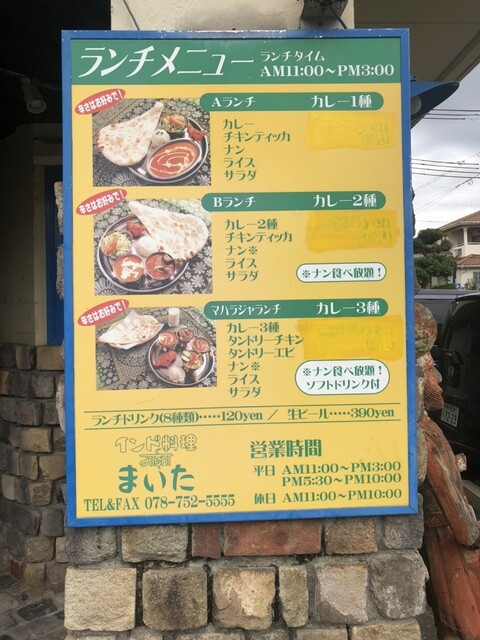 ランチメニュー
ランチタイム
AM11:00～PM3:00
辛さはお好みで!
Aランチ カレー1種
カレー
チキンティッカ
ナン
ライス
サラダ
辛さはお好みで!
Bランチ カレー2種
カレー2種
チキンティッカ
ナン※
ライス
サラダ
※ナン食べ放題!
辛さはお好みで!
マハラジャランチ カレー3種
カレー3種
タンドリーチキン
タンドリーエビ
ナン※
ライス
サラダ
※ナン食べ放題!
ソフトドリンク付
ランチドリンク(8種類)‥‥‥120yen / 生ビール‥‥‥390yen
インド料理
まいた
TEL&FAX 078-752-5555
営業時間
平日 AM11:00～PM3:00
PM5:30～PM10:00
休日 AM11:00～PM10:00